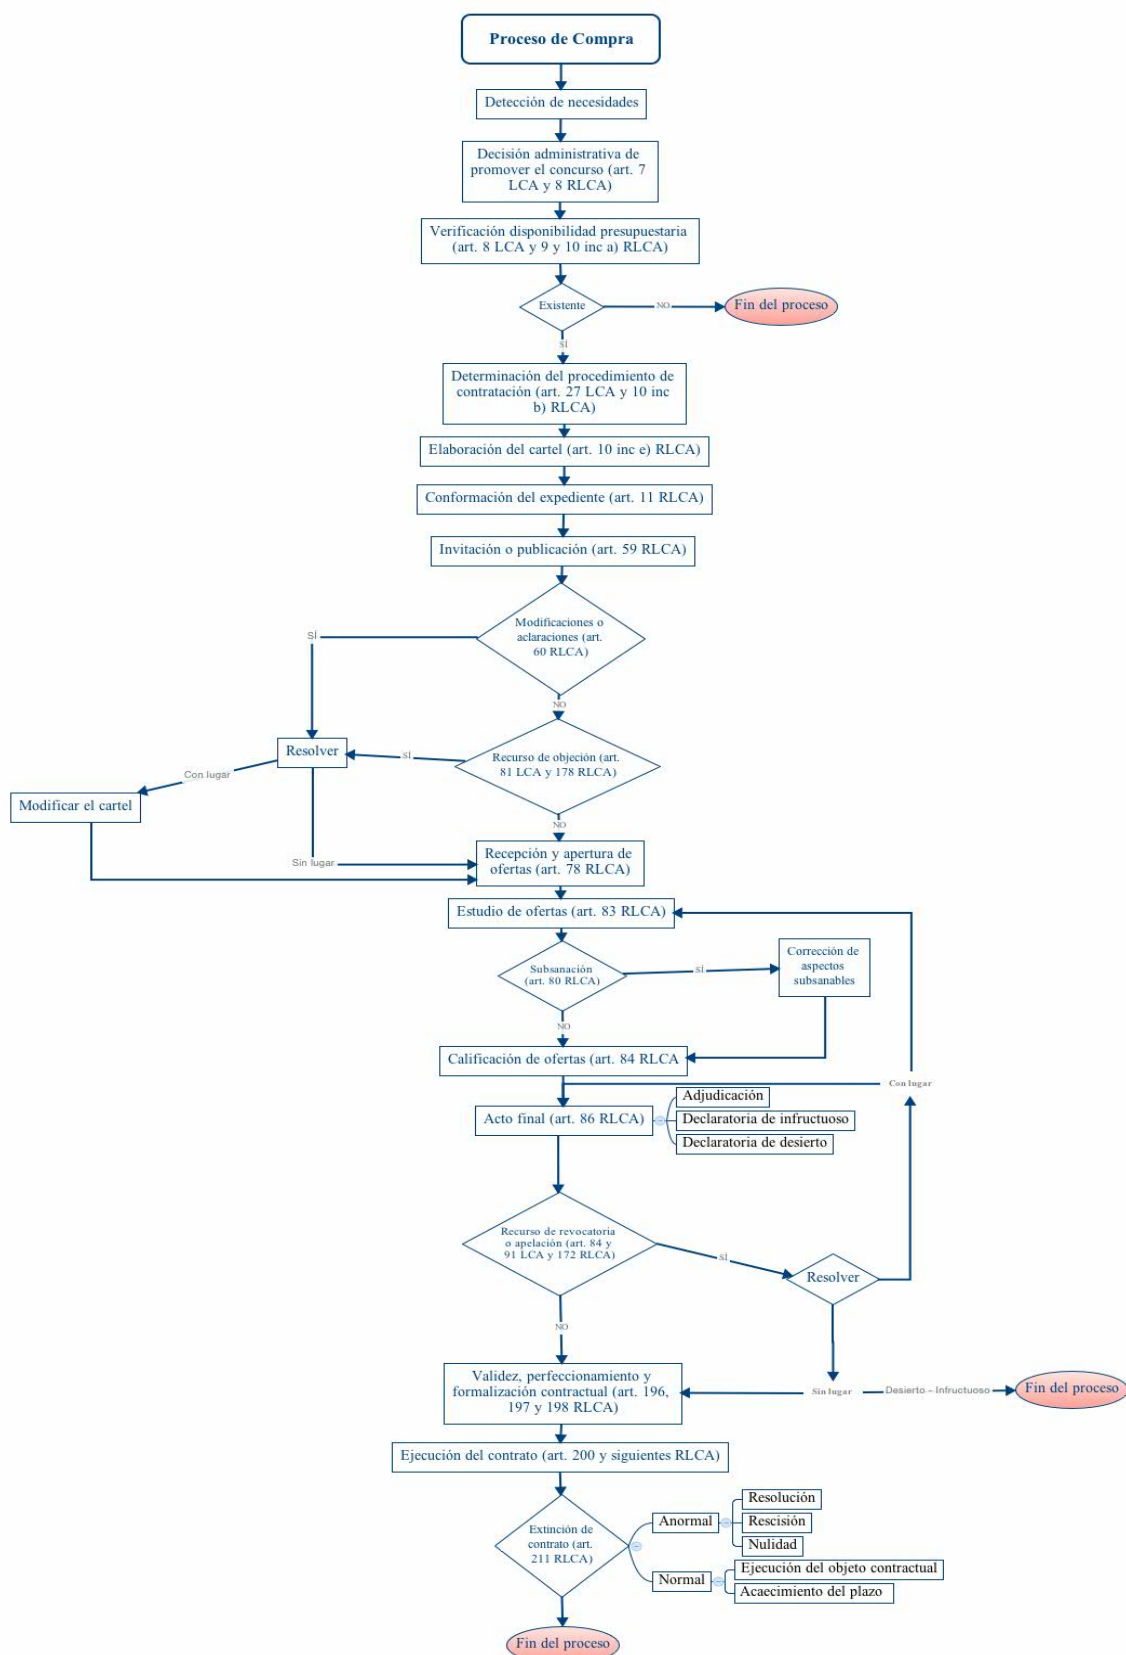 Proceso de Compra
Detección de necesidades
Decisión administrativa de
promover el concurso (art. 7
LCA y 8 RLCA)
Verificación disponibilidad presupuestaria
(art. 8 LCA y 9 y 10 inc a) RLCA)
Existente
NO
Fin del proceso
SÍ
Determinación del procedimiento de
contratación (art. 27 LCA y 10 inc
b) RLCA)
Elaboración del cartel (art. 10 inc e) RLCA)
Conformación del expediente (art. 11 RLCA)
Invitación o publicación (art. 59 RLCA)
Modificaciones o
aclaraciones (art.
60 RLCA)
SÍ
NO
Resolver
SÍ
Recurso de objeción (art.
81 LCA y 178 RLCA)
Con lugar
Modificar el cartel
NO
Sin lugar
Recepción y apertura de
ofertas (art. 78 RLCA)
Estudio de ofertas (art. 83 RLCA)
Subsanación
(art. 80 RLCA)
SÍ
Corrección de
aspectos
subsanables
NO
Calificación de ofertas (art. 84 RLCA
Con lugar
Acto final (art. 86 RLCA)
Adjudicación
Declaratoria de infructuoso
Declaratoria de desierto
Recurso de revocatoria
o apelación (art. 84 y
91 LCA y 172 RLCA)
SÍ
Resolver
NO
Validez, perfeccionamiento y
formalización contractual (art. 196,
197 y 198 RLCA)
Sin lugar
Desierto – Infructuoso
Fin del proceso
Ejecución del contrato (art. 200 y siguientes RLCA)
Extinción de
contrato (art.
211 RLCA)
Anormal
Resolución
Rescisión
Nulidad
Normal
Ejecución del objeto contractual
Acaecimiento del plazo
Fin del proceso